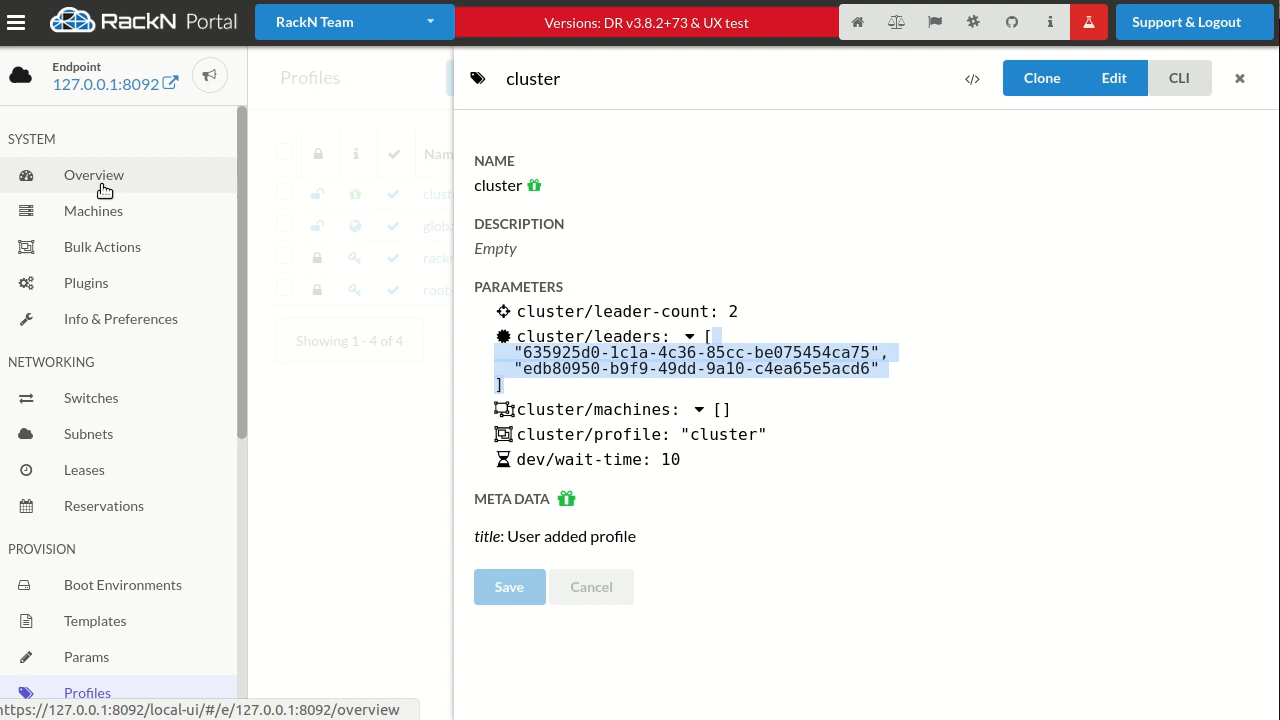 RackN Portal
RackN Team
Versions: DR v3.8.2+73 & UX test
Support & Logout
Endpoint
127.0.0.1:8092
SYSTEM
Overview
Machines
Bulk Actions
Plugins
Info & Preferences
NETWORKING
Switches
Subnets
Leases
Reservations
PROVISION
Boot Environments
Templates
Params
Profiles
https://127.0.0.1:8092/local-ui/#/e/127.0.0.1:8092/overview
Profiles
Nam
clust
globa
rackn
root-
Showing 1 - 4 of 4
cluster
</>
Clone
Edit
CLI
NAME
cluster
DESCRIPTION
Empty
PARAMETERS
cluster/leader-count: 2
cluster/leaders: [
"635925d0-1c1a-4c36-85cc-be075454ca75",
"edb80950-b9f9-49dd-9a10-c4ea65e5acd6"
]
cluster/machines: []
cluster/profile: "cluster"
dev/wait-time: 10
META DATA
title: User added profile
Save
Cancel